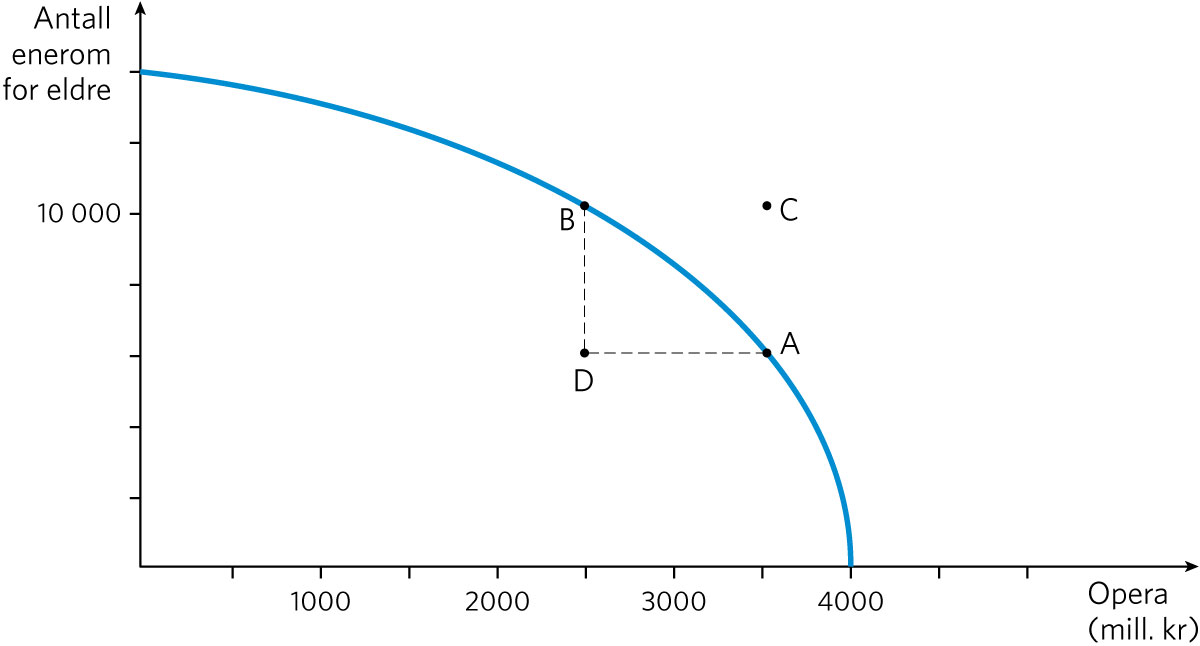 Antall
enerom
for eldre
10 000
B
C
A
D
1000
2000
3000
4000
Opera
(mill. kr)